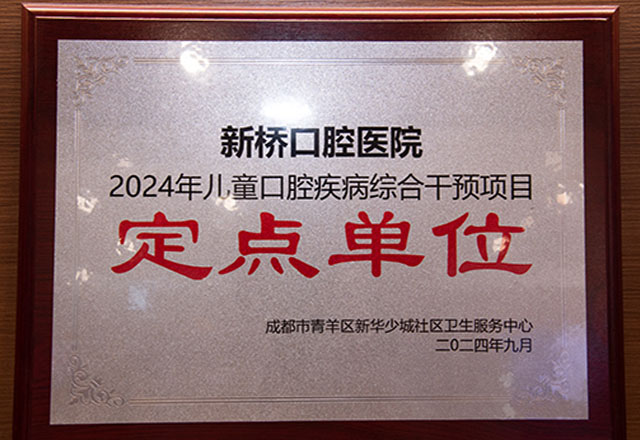 新桥口腔医院
2024年儿童口腔疾病综合干预项目
定点单位
成都市青羊区新华少城社区卫生服务中心
二〇二四年九月